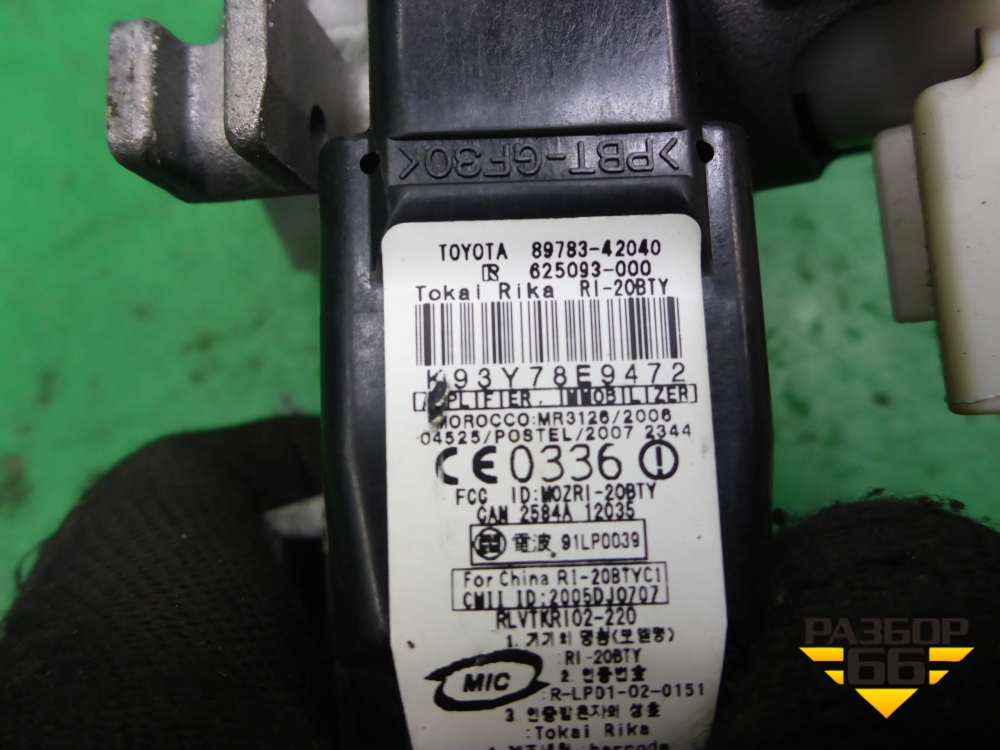 >PBT-GF30<
TOYOTA 89783-42040
R 625093-000
Tokai Rika RI-20BTY
K93Y78E9472
AMPLIFIER, IMMOBILIZER
MOROCCO:MR3126/2006
04525/POSTEL/2007 2344
CE0336
FCC ID:MOZRI-20BTY
CAN 2584A 12035
電波 91LP0039
For China RI-20BTYC1
CMII ID:2005DJ0707
RLVTKRI02-220
1. 기기의 명칭(모델명)
:RI-20BTY
MIC
2. 인증번호
:R-LPD1-02-0151
3. 인증받은자의 상호
:Tokai Rika
barcode
РАЗБОР
66